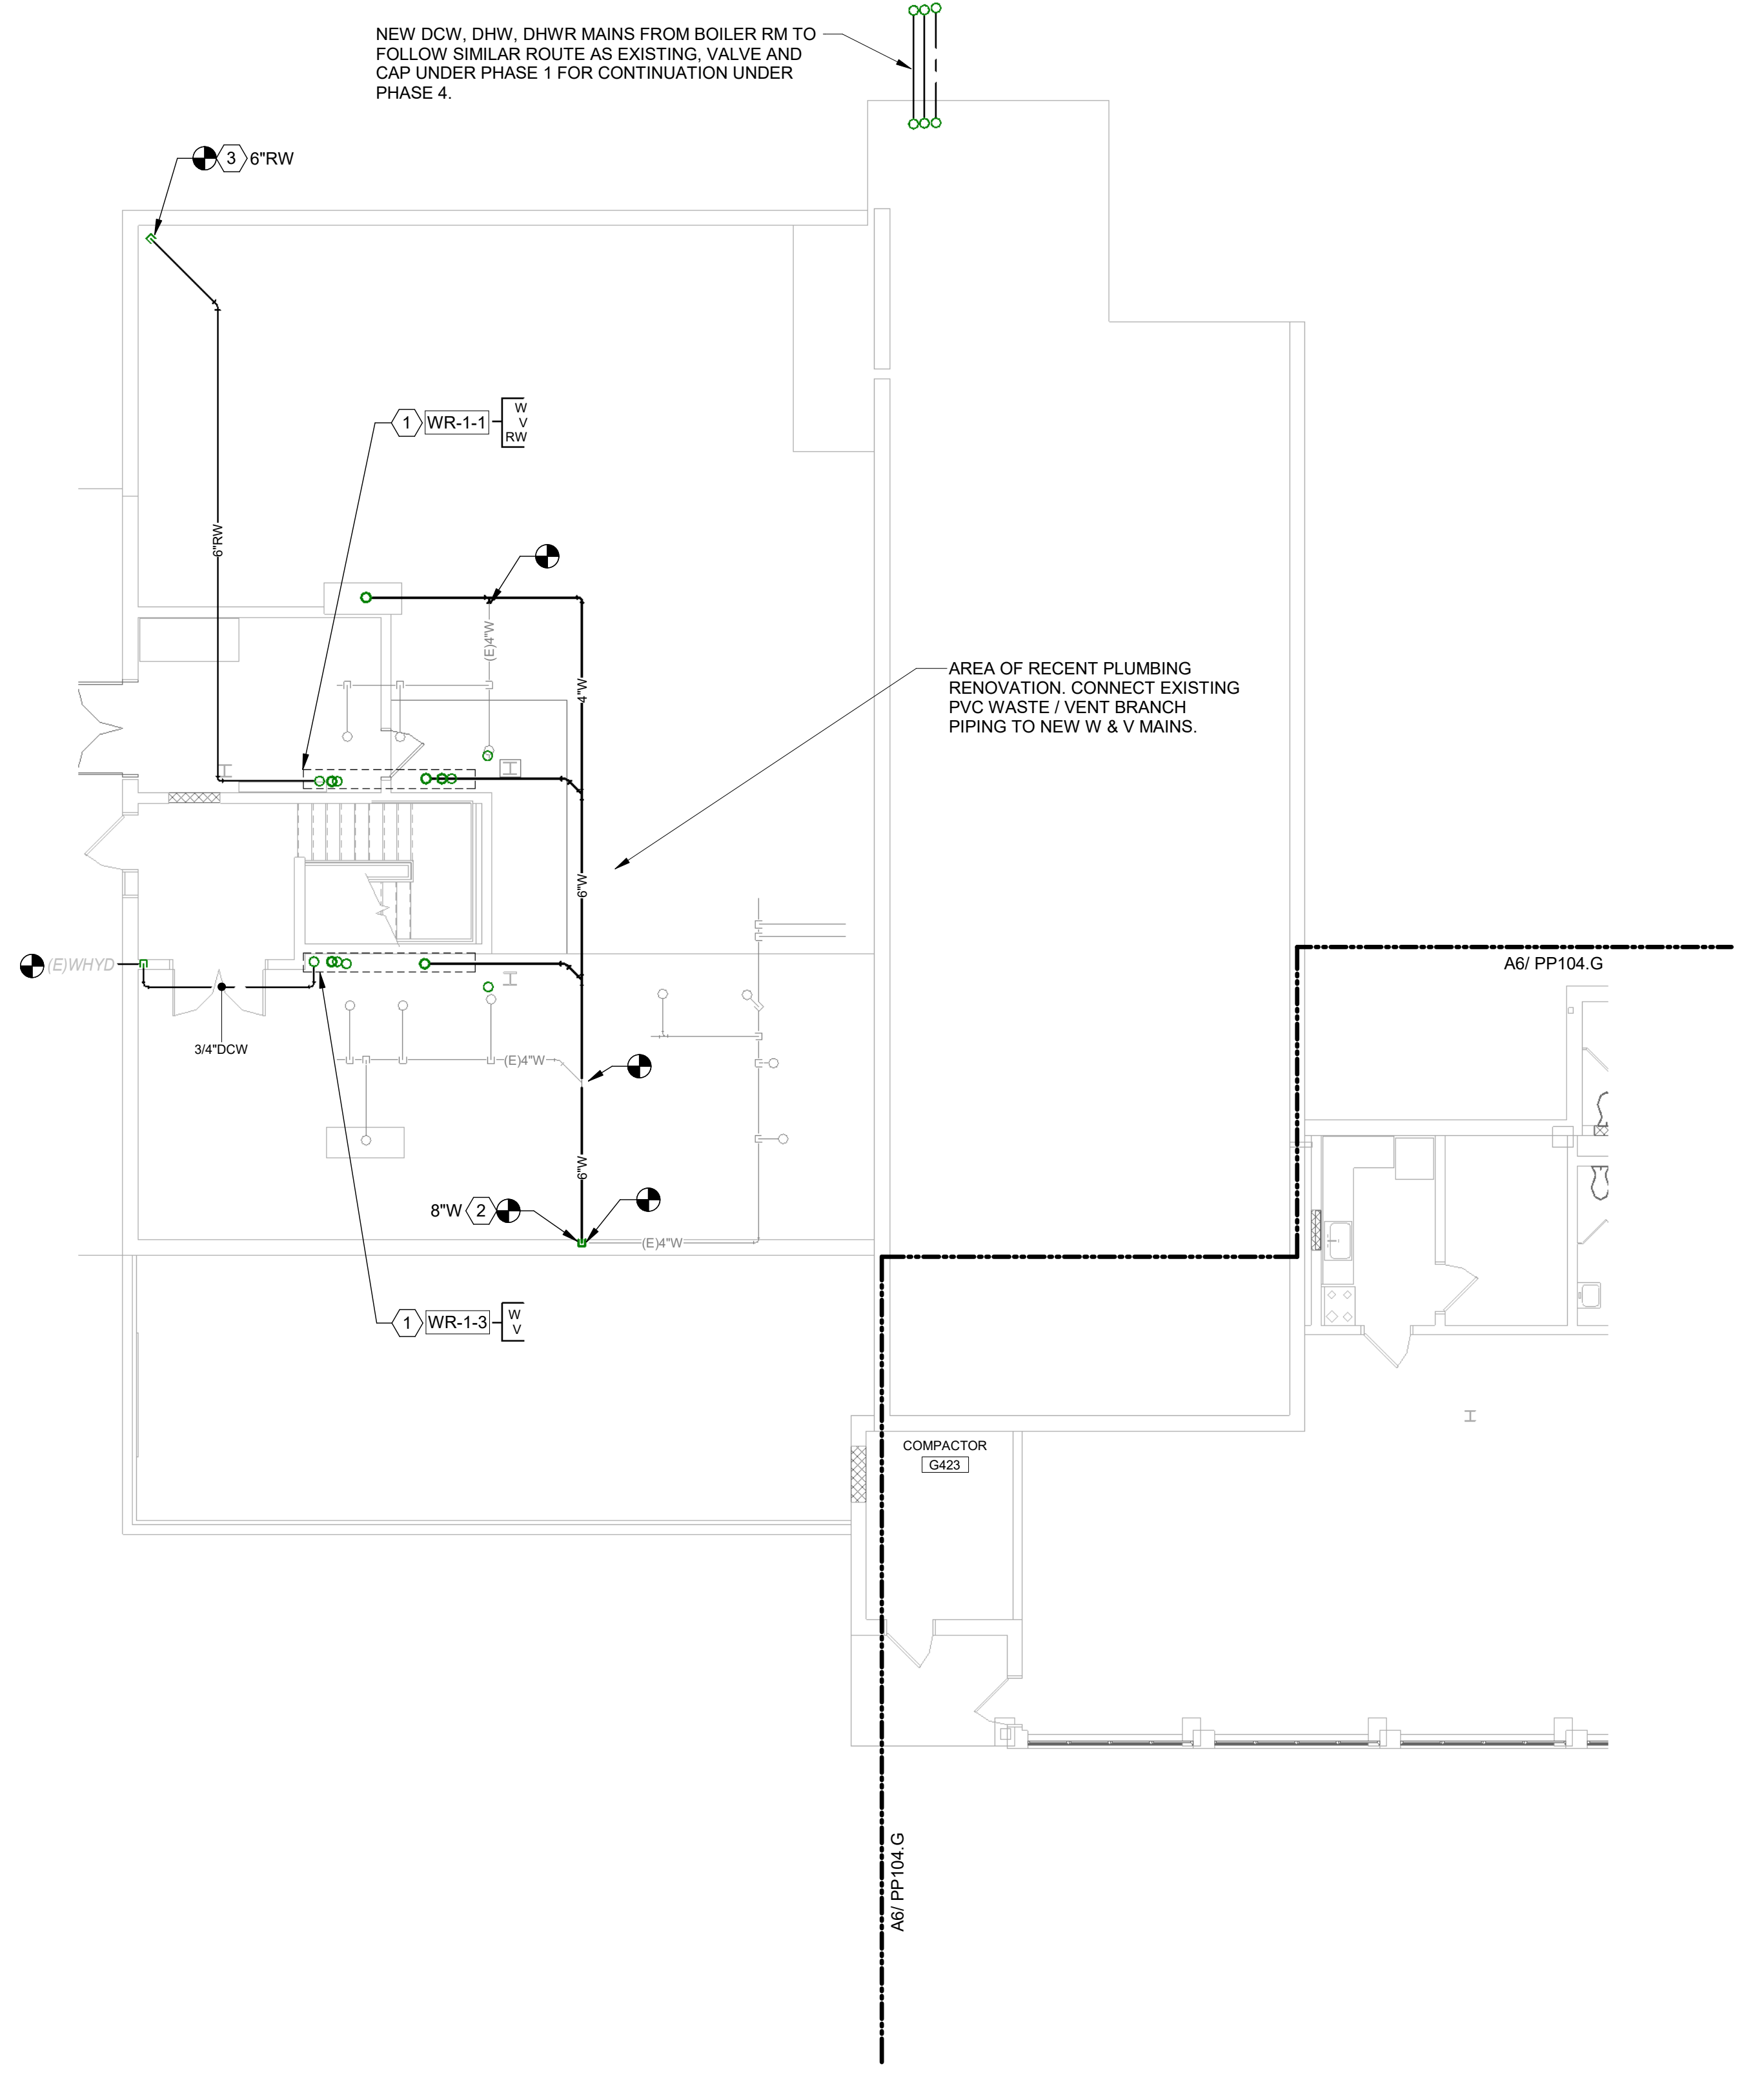 NEW DCW, DHW, DHWR MAINS FROM BOILER RM TO
FOLLOW SIMILAR ROUTE AS EXISTING, VALVE AND
CAP UNDER PHASE 1 FOR CONTINUATION UNDER
PHASE 4.
3 6"RW
1 WR-1-1
W
V
RW
6"RW
(E)4"W
4"W
AREA OF RECENT PLUMBING
RENOVATION. CONNECT EXISTING
PVC WASTE / VENT BRANCH
PIPING TO NEW W & V MAINS.
6"W
(E)WHYD
A6/ PP104.G
3/4"DCW
(E)4"W
6"W
8"W 2
(E)4"W
1 WR-1-3
W
V
COMPACTOR
G423
A6/ PP104.G